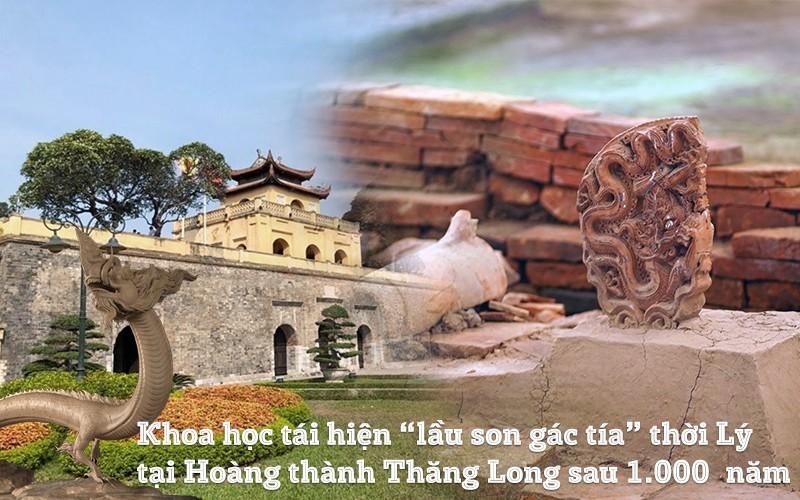 Khoa học tái hiện “lầu son gác tía” thời Lý
tại Hoàng thành Thăng Long sau 1.000 năm